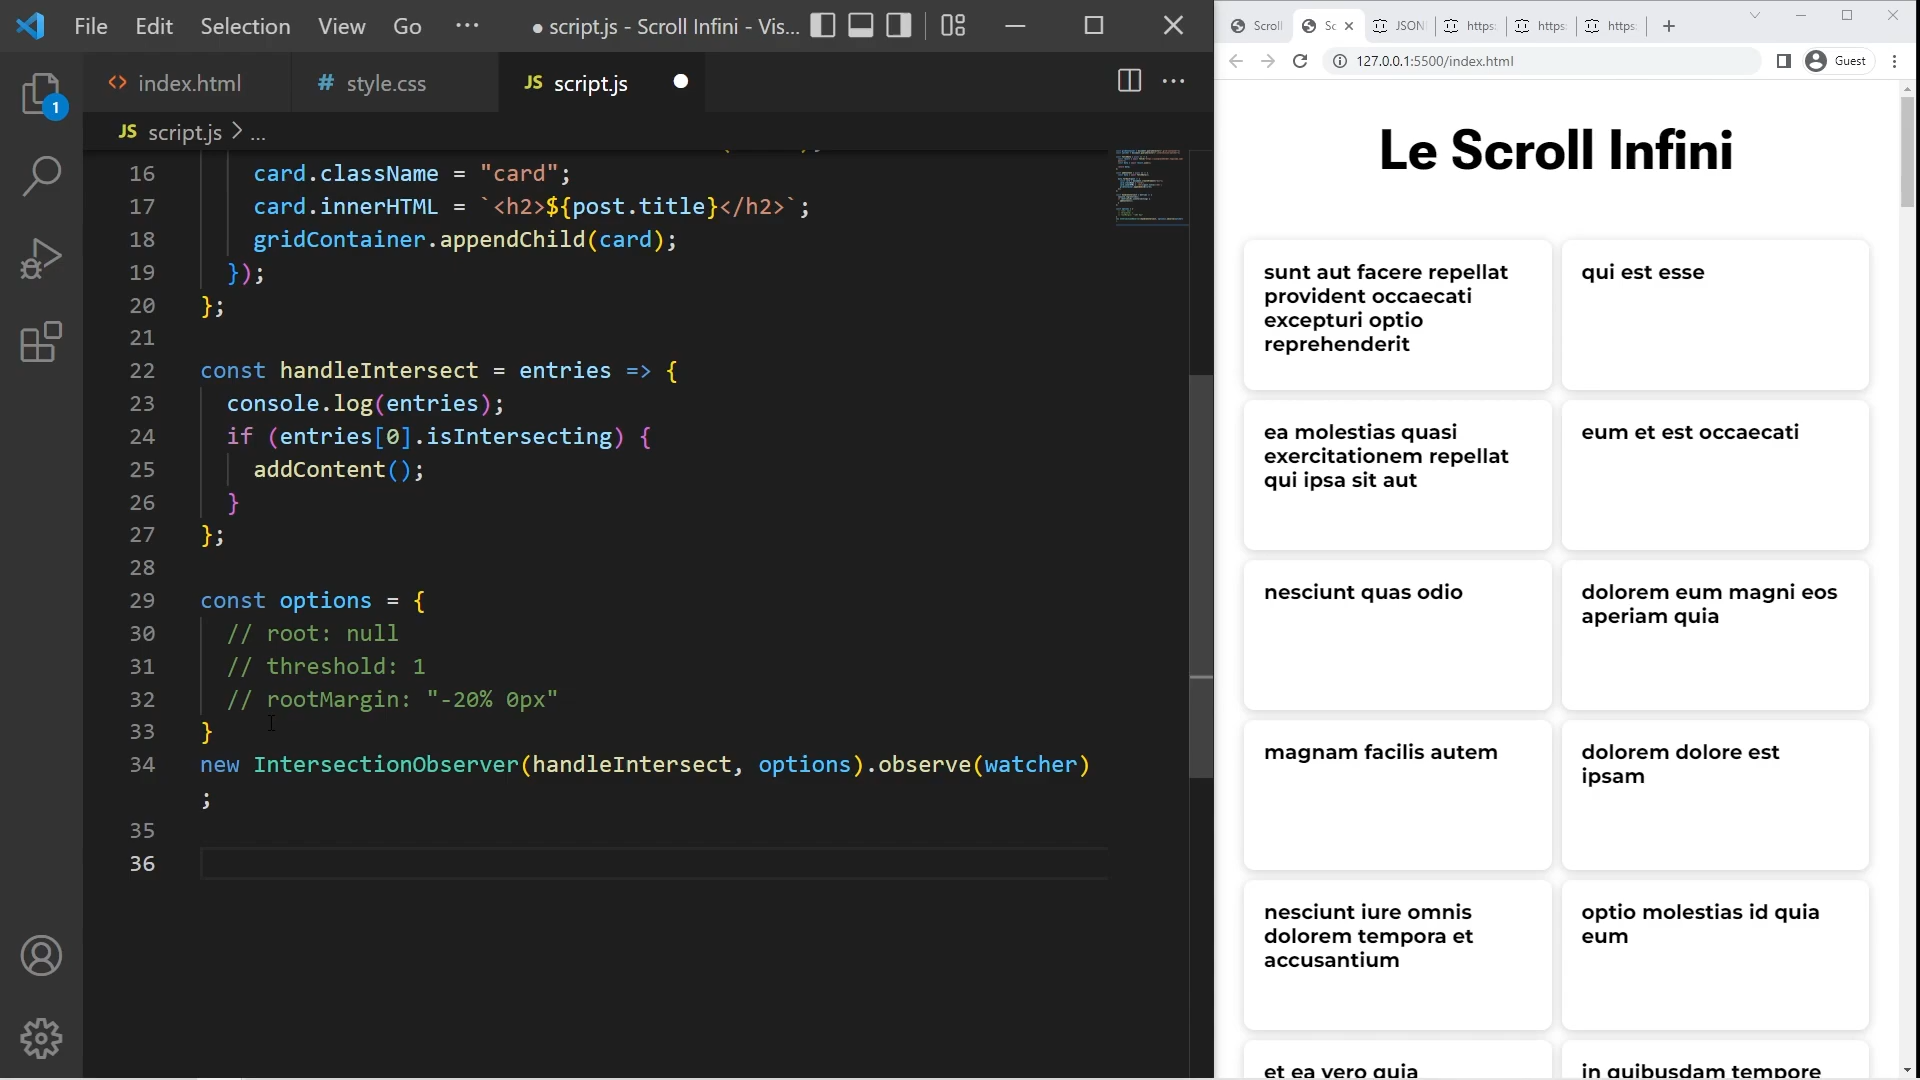 File Edit Selection View Go ··· ● script.js - Scroll Infini - Vis...
index.html # style.css JS script.js ●
1
JS script.js > ...
16 card.className = "card";
17 card.innerHTML = `<h2>${post.title}</h2>`;
18 gridContainer.appendChild(card);
19 });
20 };
21
22 const handleIntersect = entries => {
23 console.log(entries);
24 if (entries[0].isIntersecting) {
25 addContent();
26 }
27 };
28
29 const options = {
30 // root: null
31 // threshold: 1
32 // rootMargin: "-20% 0px"
33 }
34 new IntersectionObserver(handleIntersect, options).observe(watcher)
;
35
36
Scroll Sc JSON https: https: https:
127.0.0.1:5500/index.html Guest
Le Scroll Infini
sunt aut facere repellat
provident occaecati
excepturi optio
reprehenderit
qui est esse
ea molestias quasi
exercitationem repellat
qui ipsa sit aut
eum et est occaecati
nesciunt quas odio
dolorem eum magni eos
aperiam quia
magnam facilis autem
dolorem dolore est
ipsam
nesciunt iure omnis
dolorem tempora et
accusantium
optio molestias id quia
eum
et ea vero quia
in quibusdam tempore